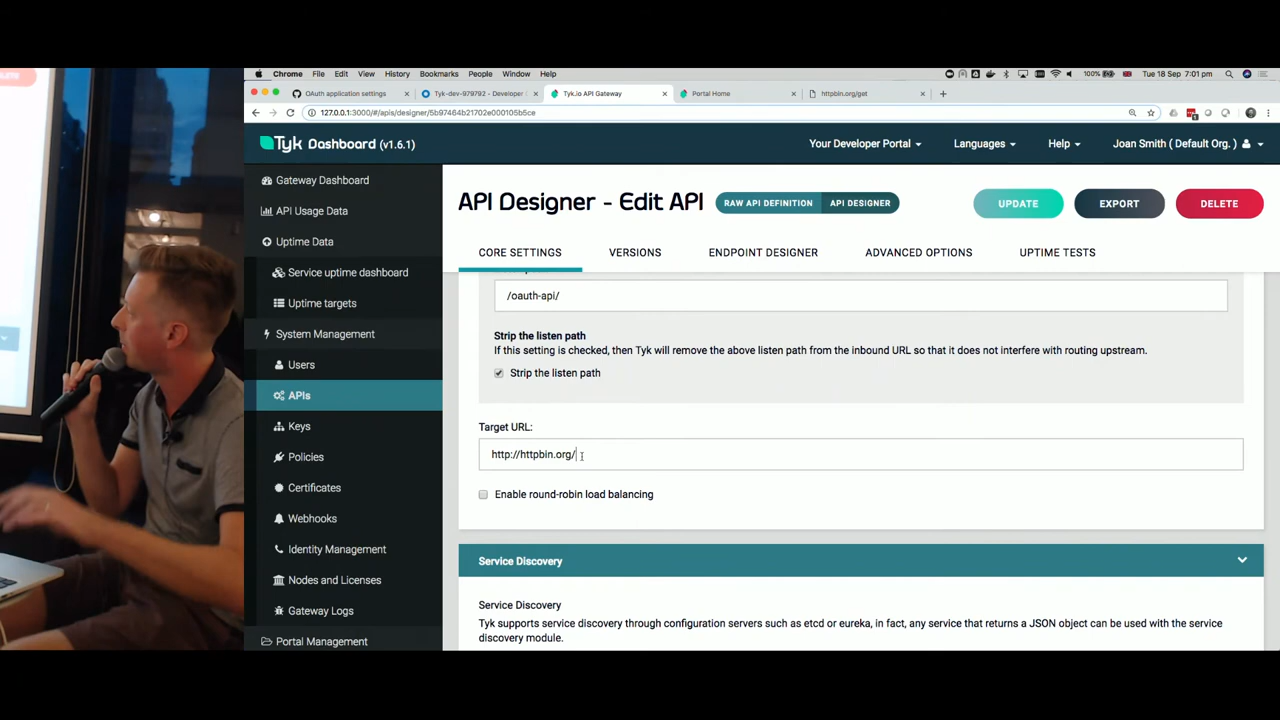 Chrome File Edit View History Bookmarks People Window Help 100% Tue 18 Sep 7:01 pm
OAuth application settings × Tyk-dev-979792 - Developer × Tyk.io API Gateway × Portal Home × httpbin.org/get ×
127.0.0.1:3000/#/apis/designer/5b97464b21702e000105b5ce
Tyk Dashboard (v1.6.1) Your Developer Portal Languages Help Joan Smith ( Default Org. )
Gateway Dashboard
API Usage Data
Uptime Data
Service uptime dashboard
Uptime targets
System Management
Users
APIs
Keys
Policies
Certificates
Webhooks
Identity Management
Nodes and Licenses
Gateway Logs
Portal Management
API Designer - Edit API RAW API DEFINITION API DESIGNER UPDATE EXPORT DELETE
CORE SETTINGS VERSIONS ENDPOINT DESIGNER ADVANCED OPTIONS UPTIME TESTS
/oauth-api/
Strip the listen path
If this setting is checked, then Tyk will remove the above listen path from the inbound URL so that it does not interfere with routing upstream.
Strip the listen path
Target URL:
http://httpbin.org/
Enable round-robin load balancing
Service Discovery
Service Discovery
Tyk supports service discovery through configuration servers such as etcd or eureka, in fact, any service that returns a JSON object can be used with the service
discovery module.